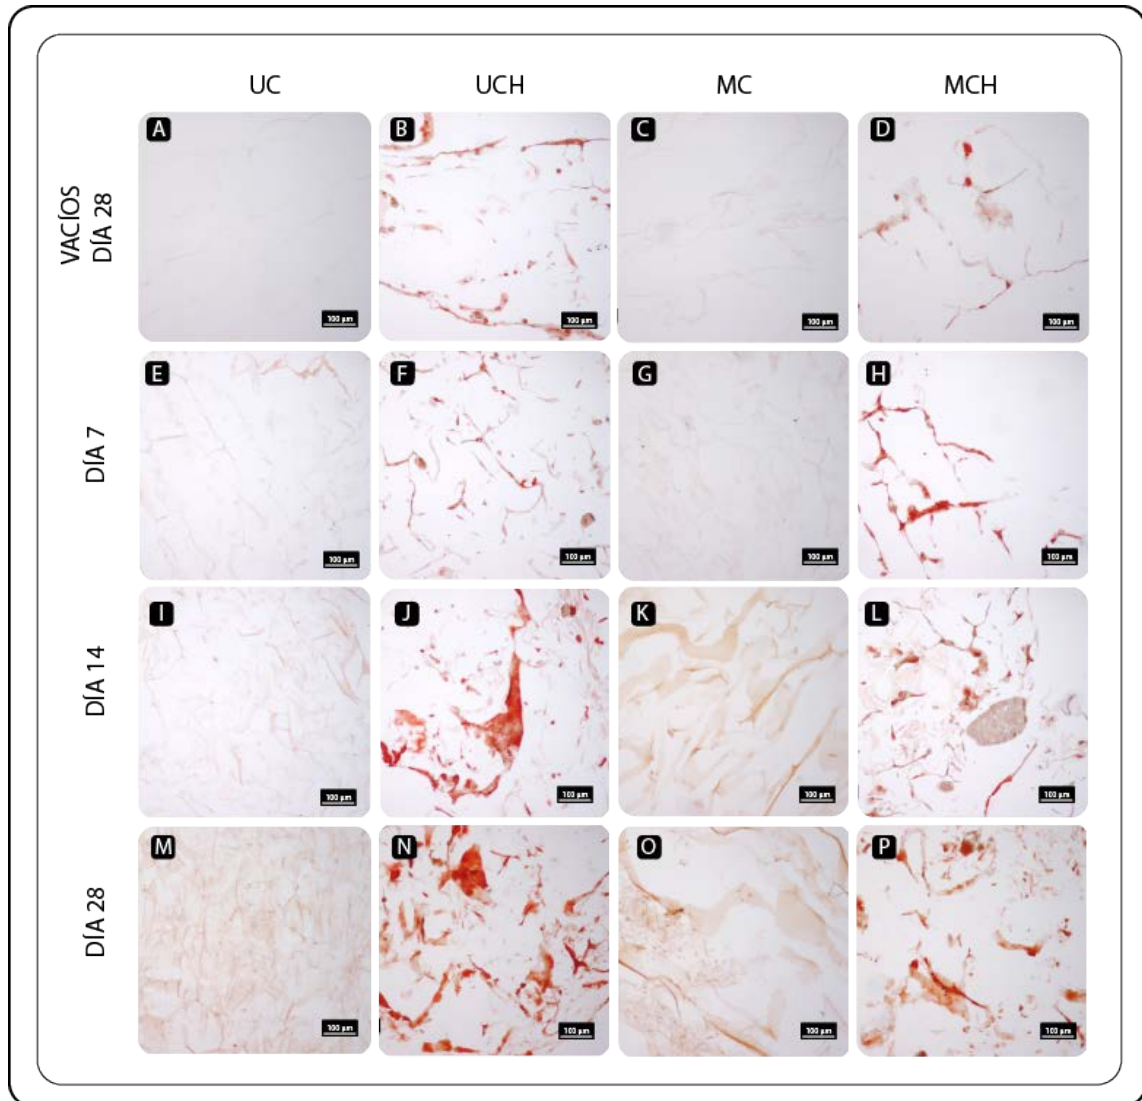 UC UCH MC MCH
VACÍOS
DÍA 28
A B C D
100 µm 100 µm 100 µm 100 µm
DÍA 7
E F G H
100 µm 100 µm 100 µm 100 µm
DÍA 14
I J K L
100 µm 100 µm 100 µm 100 µm
DÍA 28
M N O P
100 µm 100 µm 100 µm 100 µm